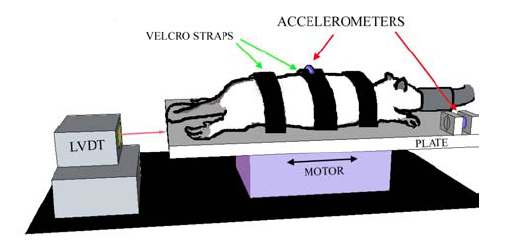 ACCELEROMETERS
VELCRO STRAPS
LVDT
PLATE
MOTOR